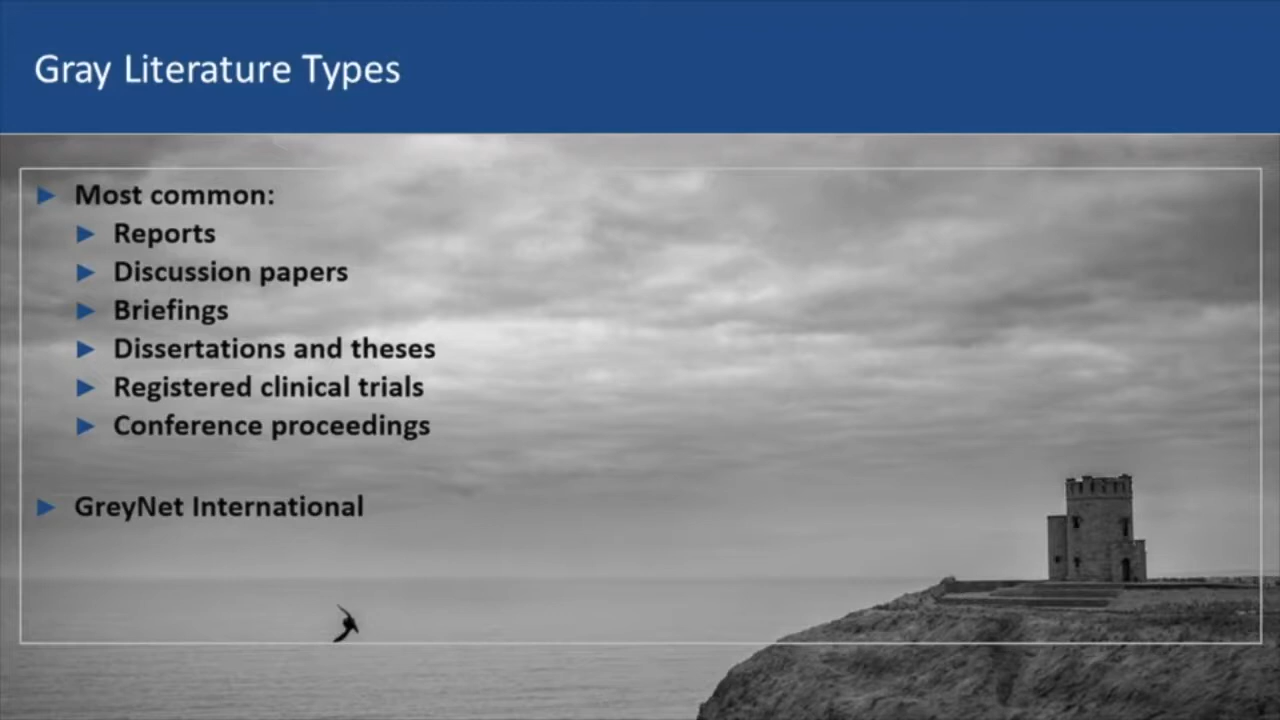 Gray Literature Types
Most common:
Reports
Discussion papers
Briefings
Dissertations and theses
Registered clinical trials
Conference proceedings
GreyNet International